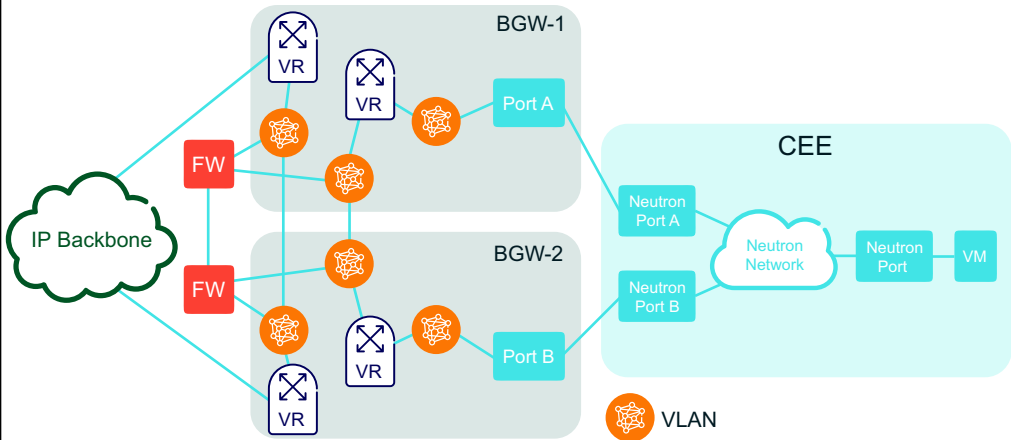 BGW-1
VR
VR
Port A
FW
CEE
Neutron
Port A
IP Backbone
Neutron
Network
Neutron
Port
VM
BGW-2
FW
Neutron
Port B
VR
Port B
VR
VLAN